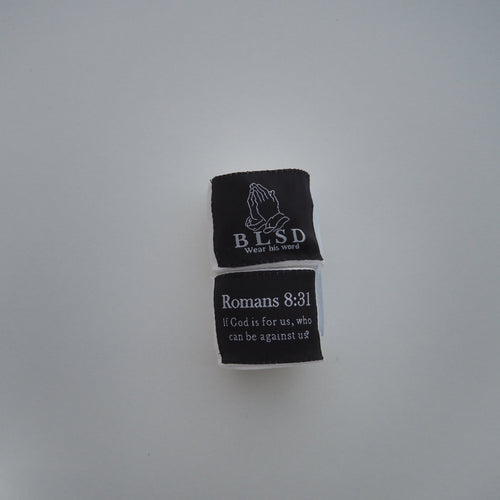 BLSD
Wear his word
Romans 8:31
If God is for us, who
can be against us?